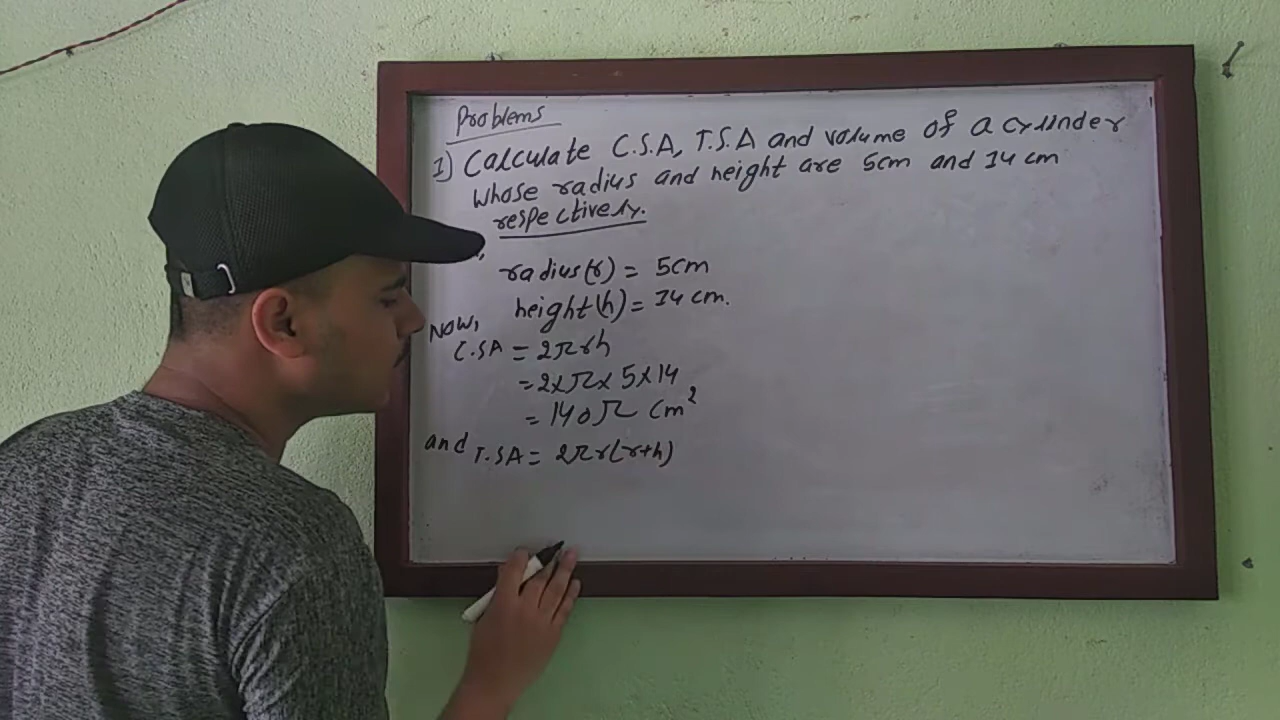 Problems
1) Calculate C.S.A, T.S.A and volume of a cylinder
whose radius and height are 5cm and 14 cm
respectively.
radius(r) = 5cm
height(h) = 14 cm.
Now,
C.SA = 2πrh
= 2×π× 5×14
= 140π cm²
and T.SA = 2πr(r+h)